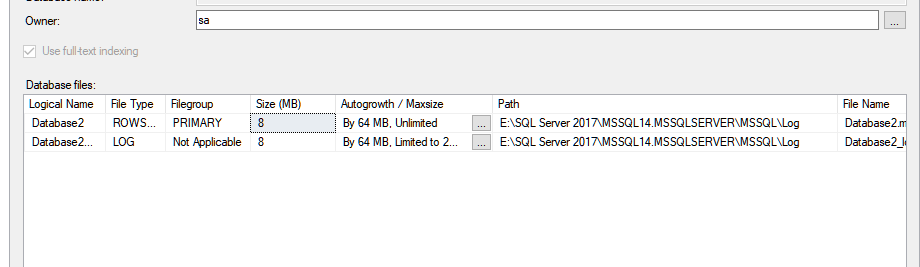 Database name:
Owner: sa ...
Use full-text indexing
Database files:
Logical Name File Type Filegroup Size (MB) Autogrowth / Maxsize Path File Name
Database2 ROWS... PRIMARY 8 By 64 MB, Unlimited ... E:\SQL Server 2017\MSSQL14.MSSQLSERVER\MSSQL\Log Database2.m
Database2... LOG Not Applicable 8 By 64 MB, Limited to 2... ... E:\SQL Server 2017\MSSQL14.MSSQLSERVER\MSSQL\Log Database2_l